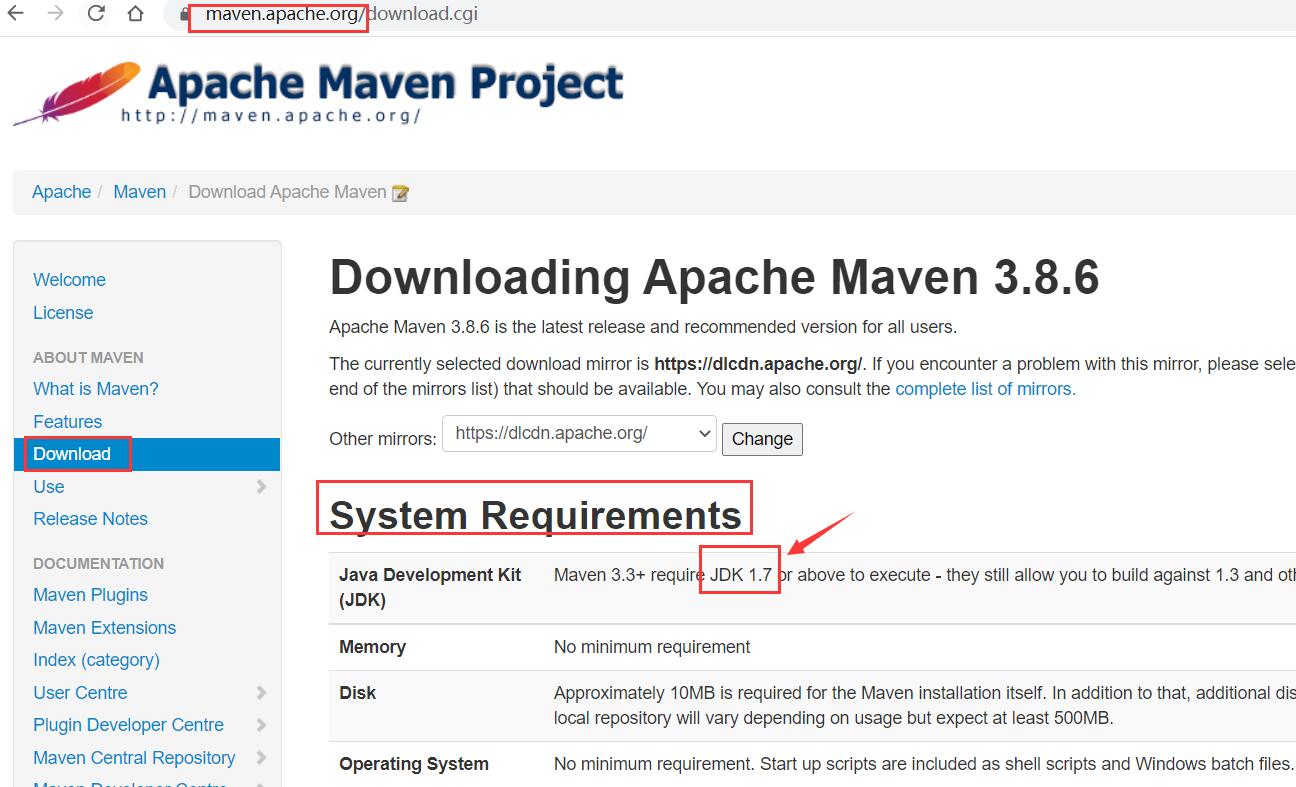 maven.apache.org/download.cgi
Apache Maven Project
http://maven.apache.org/
Apache / Maven / Download Apache Maven
Welcome
License
ABOUT MAVEN
What is Maven?
Features
Download
Use
Release Notes
DOCUMENTATION
Maven Plugins
Maven Extensions
Index (category)
User Centre
Plugin Developer Centre
Maven Central Repository
Maven Developer Centre
Downloading Apache Maven 3.8.6
Apache Maven 3.8.6 is the latest release and recommended version for all users.
The currently selected download mirror is https://dlcdn.apache.org/. If you encounter a problem with this mirror, please sele
end of the mirrors list) that should be available. You may also consult the complete list of mirrors.
Other mirrors: https://dlcdn.apache.org/ Change
System Requirements
Java Development Kit (JDK)
Maven 3.3+ require JDK 1.7 or above to execute - they still allow you to build against 1.3 and oth
Memory
No minimum requirement
Disk
Approximately 10MB is required for the Maven installation itself. In addition to that, additional dis
local repository will vary depending on usage but expect at least 500MB.
Operating System
No minimum requirement. Start up scripts are included as shell scripts and Windows batch files.